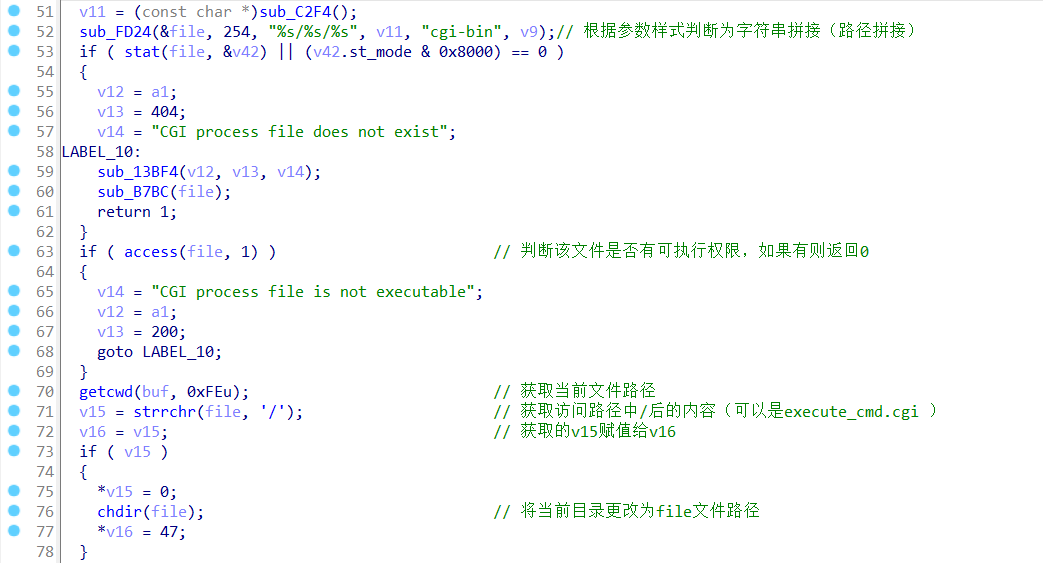 51 v11 = (const char *)sub_C2F4();
52 sub_FD24(&file, 254, "%s/%s/%s", v11, "cgi-bin", v9);// 根据参数样式判断为字符串拼接（路径拼接）
53 if ( stat(file, &v42) || (v42.st_mode & 0x8000) == 0 )
54 {
55 v12 = a1;
56 v13 = 404;
57 v14 = "CGI process file does not exist";
58 LABEL_10:
59 sub_13BF4(v12, v13, v14);
60 sub_B7BC(file);
61 return 1;
62 }
63 if ( access(file, 1) ) // 判断该文件是否有可执行权限，如果有则返回0
64 {
65 v14 = "CGI process file is not executable";
66 v12 = a1;
67 v13 = 200;
68 goto LABEL_10;
69 }
70 getcwd(buf, 0xFEu); // 获取当前文件路径
71 v15 = strrchr(file, '/'); // 获取访问路径中/后的内容（可以是execute_cmd.cgi ）
72 v16 = v15; // 获取的v15赋值给v16
73 if ( v15 )
74 {
75 *v15 = 0;
76 chdir(file); // 将当前目录更改为file文件路径
77 *v16 = 47;
78 }